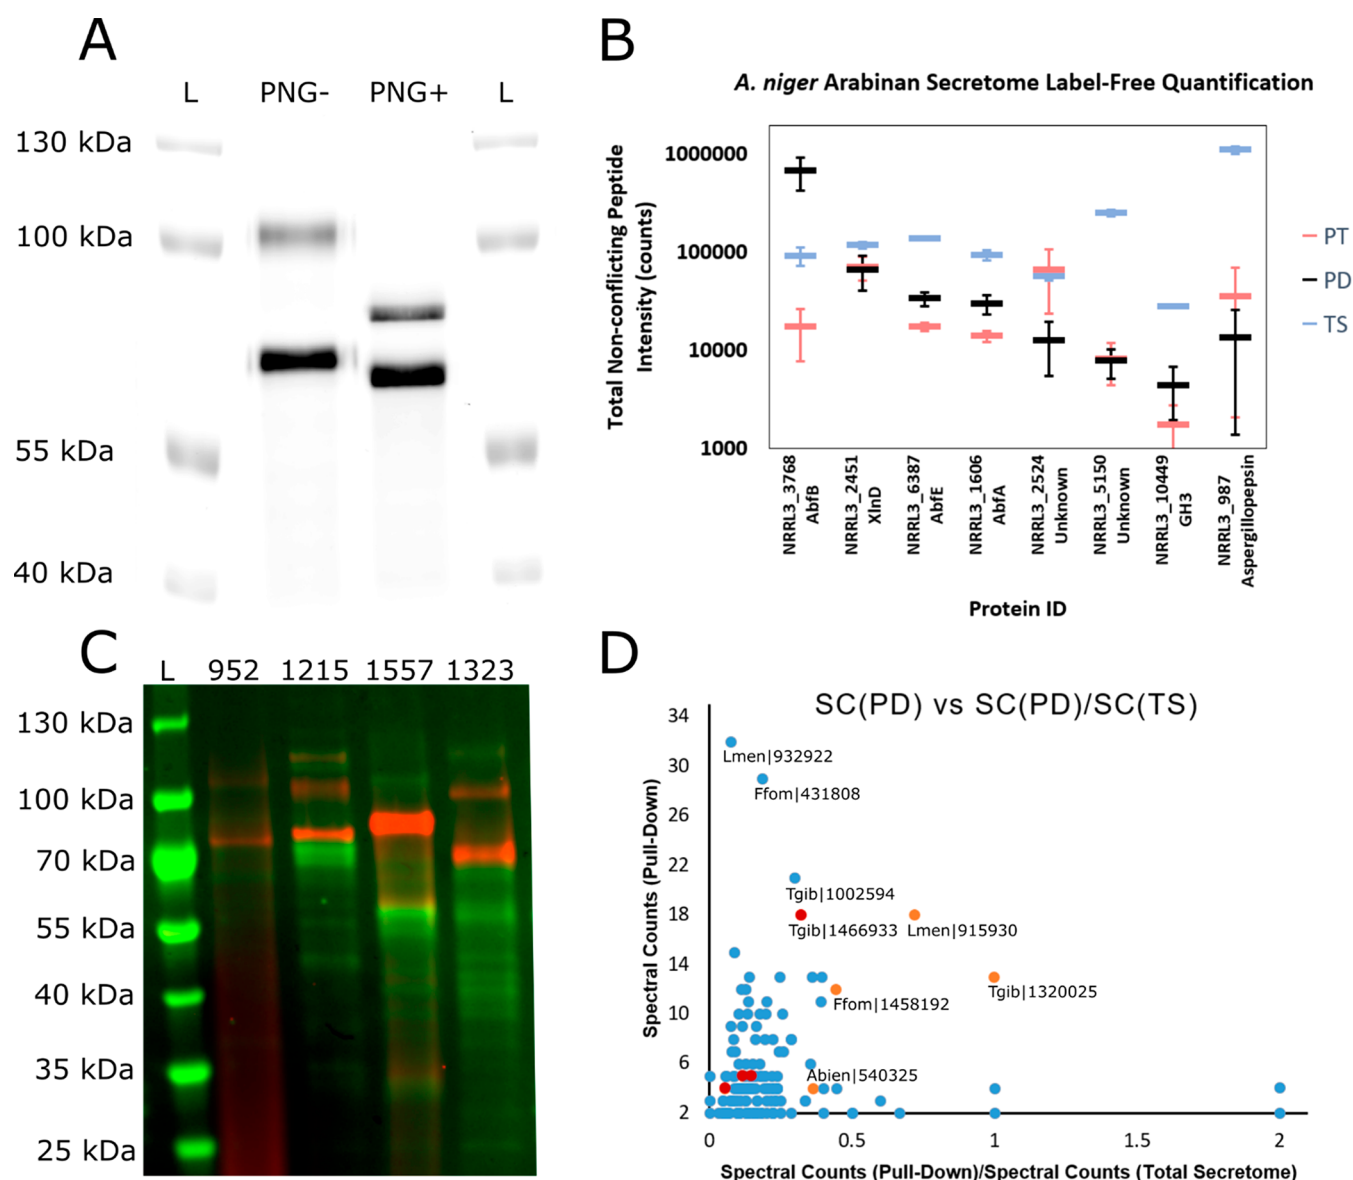 A
L PNG- PNG+ L
130 kDa
100 kDa
55 kDa
40 kDa
B
A. niger Arabinan Secretome Label-Free Quantification
Total Non-conflicting Peptide
Intensity (counts)
1000000
100000
10000
1000
PT
PD
TS
NRRL3_3768
AbfB
NRRL3_2451
XlnD
NRRL3_6387
AbfE
NRRL3_1606
AbfA
NRRL3_2524
Unknown
NRRL3_5150
Unknown
NRRL3_10449
GH3
NRRL3_987
Aspergillopepsin
Protein ID
C
L 952 1215 1557 1323
130 kDa
100 kDa
70 kDa
55 kDa
40 kDa
35 kDa
25 kDa
D
SC(PD) vs SC(PD)/SC(TS)
Spectral Counts (Pull-Down)
34
30
26
22
18
14
10
6
2
Lmen|932922
Ffom|431808
Tgib|1002594
Tgib|1466933
Lmen|915930
Tgib|1320025
Ffom|1458192
Abien|540325
0 0.5 1 1.5 2
Spectral Counts (Pull-Down)/Spectral Counts (Total Secretome)